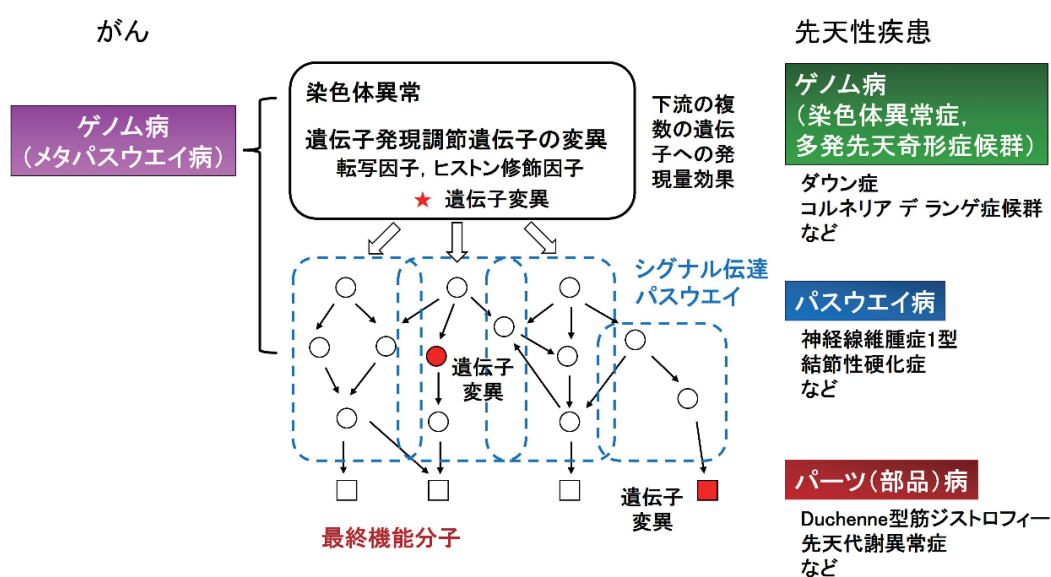 がん
先天性疾患
ゲノム病
(メタパスウエイ病)
染色体異常
遺伝子発現調節遺伝子の変異
転写因子, ヒストン修飾因子
★ 遺伝子変異
下流の複
数の遺伝
子への発
現量効果
ゲノム病
(染色体異常症,
多発先天奇形症候群)
ダウン症
コルネリア デ ランゲ症候群
など
シグナル伝達
パスウエイ
遺伝子
変異
パスウエイ病
神経線維腫症1型
結節性硬化症
など
最終機能分子
遺伝子
変異
パーツ(部品)病
Duchenne型筋ジストロフィー
先天代謝異常症
など